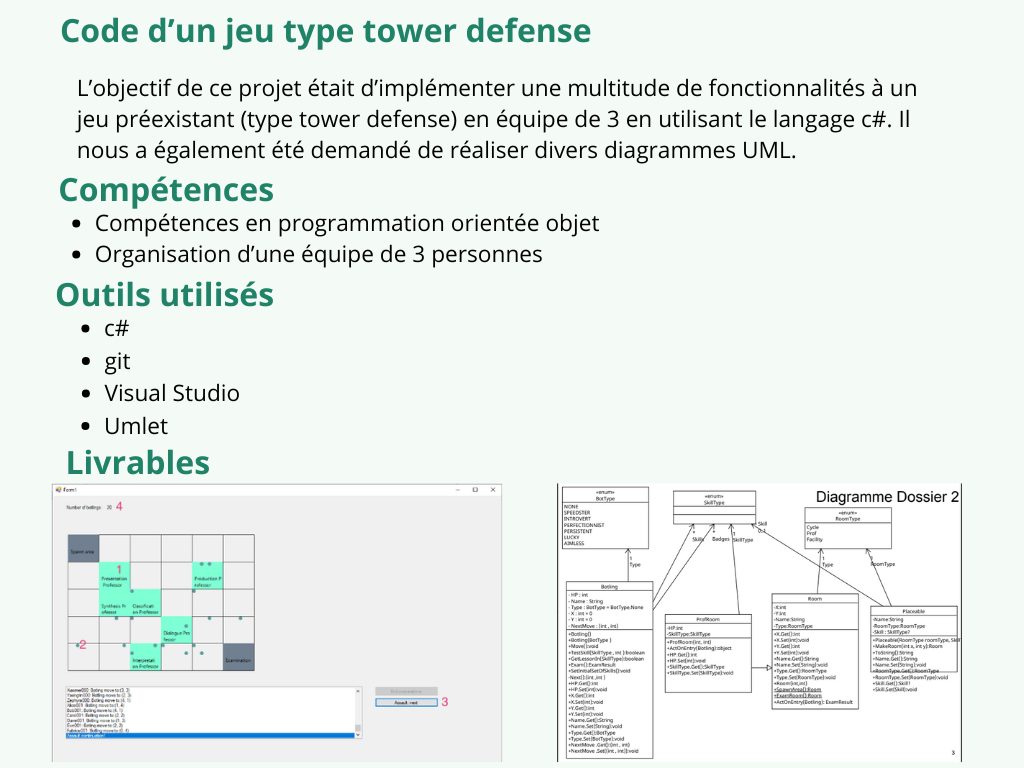 Code d’un jeu type tower defense
L’objectif de ce projet était d’implémenter une multitude de fonctionnalités à un
jeu préexistant (type tower defense) en équipe de 3 en utilisant le langage c#. Il
nous a également été demandé de réaliser divers diagrammes UML.
Compétences
• Compétences en programmation orientée objet
• Organisation d’une équipe de 3 personnes
Outils utilisés
• c#
• git
• Visual Studio
• Umlet
Livrables
Form1
Number of botlings 20 4
Spawn area
1
Presentation
Professor
Production P
rofessor
Synthesis Pr
ofessor
Classificati
on Professor
Dialogue Pro
fessor
2
Interpretati
on Professor
Examination
Assault next
3
Diagramme Dossier 2
«enum»
BotType
NONE
SPEEDSTER
INTROVERT
PERFECTIONNIST
PERSISTENT
LUCKY
AIMLESS
«enum»
SkillType
«enum»
RoomType
Cycle
Prof
Facility
Skills
Badges
SkillType
Skill
0..1
1
Type
1
Type
1
RoomType
Botling
- HP : int
- Name : String
- Type : BotType = BotType.None
- X : int = 0
- Y : int = 0
- NextMove : (int , int)
+Botling()
+Botling(BotType )
+Move():void
+TestSkill(SkillType , int ):boolean
+GetLessonIn(SkillType):boolean
+Exam():ExamResult
+SetInitialSetOfSkills():void
-Next():(int ,int )
+HP.Get():int
+HP.Set(int):void
+X.Get():int
+X.Set(int):void
+Y.Get():int
+Y.Set(int):void
+Name.Get():String
+Name.Set(String):void
+Type.Get():BotType
+Type.Set(BotType):void
+NextMove .Get():(int , int)
+NextMove .Set((int , int)):void
ProfRoom
-HP:int
-SkillType:SkillType
+ProfRoom(int, int)
+ActOnEntry(Botling):object
+HP.Get():int
+HP.Set(int):void
+SkillType.Get():SkillType
+SkillType.Set(SkillType):void
Room
-X:int
-Y:int
-Name:String
-Type:RoomType
+X.Get():int
+X.Set(int):void
+Y.Get():int
+Y.Set(int):void
+Name.Get():String
+Name.Set(String):void
+Type.Get():RoomType
+Type.Set(RoomType):void
+Room(int,int)
+SpawnArea():Room
+ExamRoom():Room
+ActOnEntry(Botling): ExamResult
Placeable
-Name:String
-RoomType:RoomType
-Skill : SkillType?
+Placeable(RoomType roomType, Skill
+MakeRoom(int x, int y):Room
+ToString():String
+Name.Get():String
+Name.Set(String):void
+RoomType.Get():RoomType
+RoomType.Set(RoomType):void
+Skill.Get():Skill?
+Skill.Set(Skill):void
3